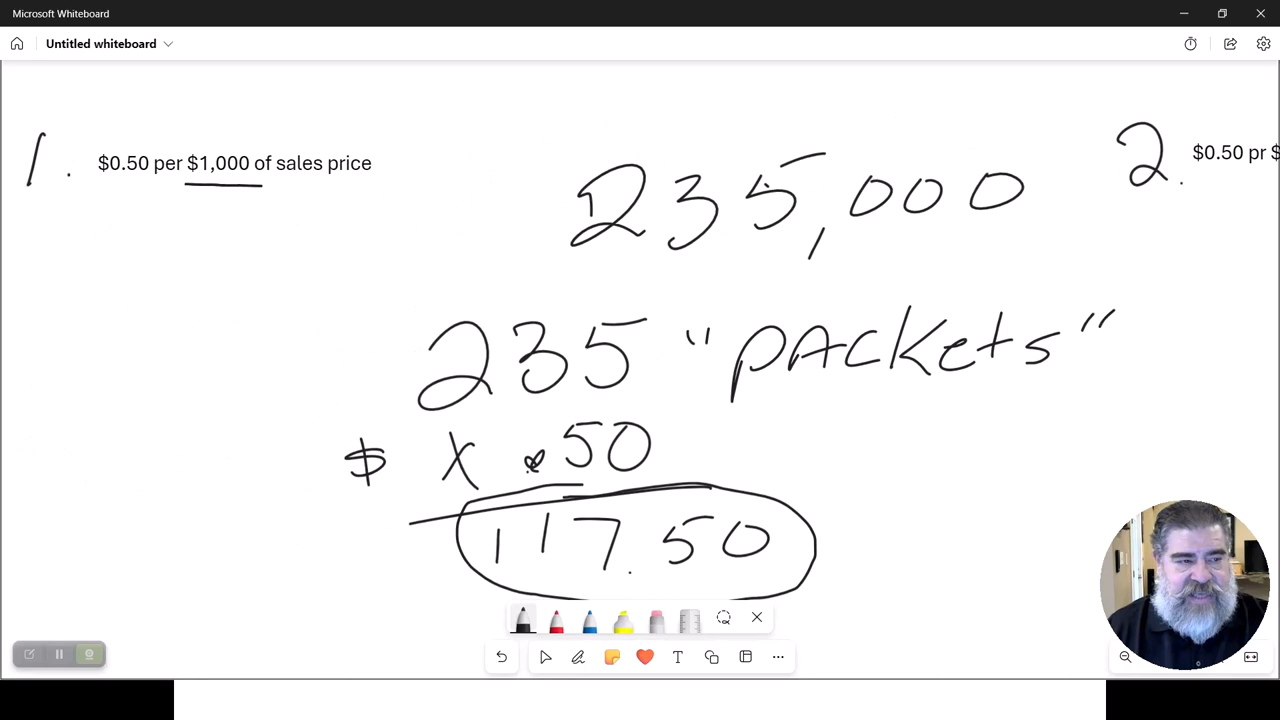 Microsoft Whiteboard
Untitled whiteboard
1. $0.50 per $1,000 of sales price
235,000
2. $0.50 pr $
235 "PACKETS"
$ X .50
117.50